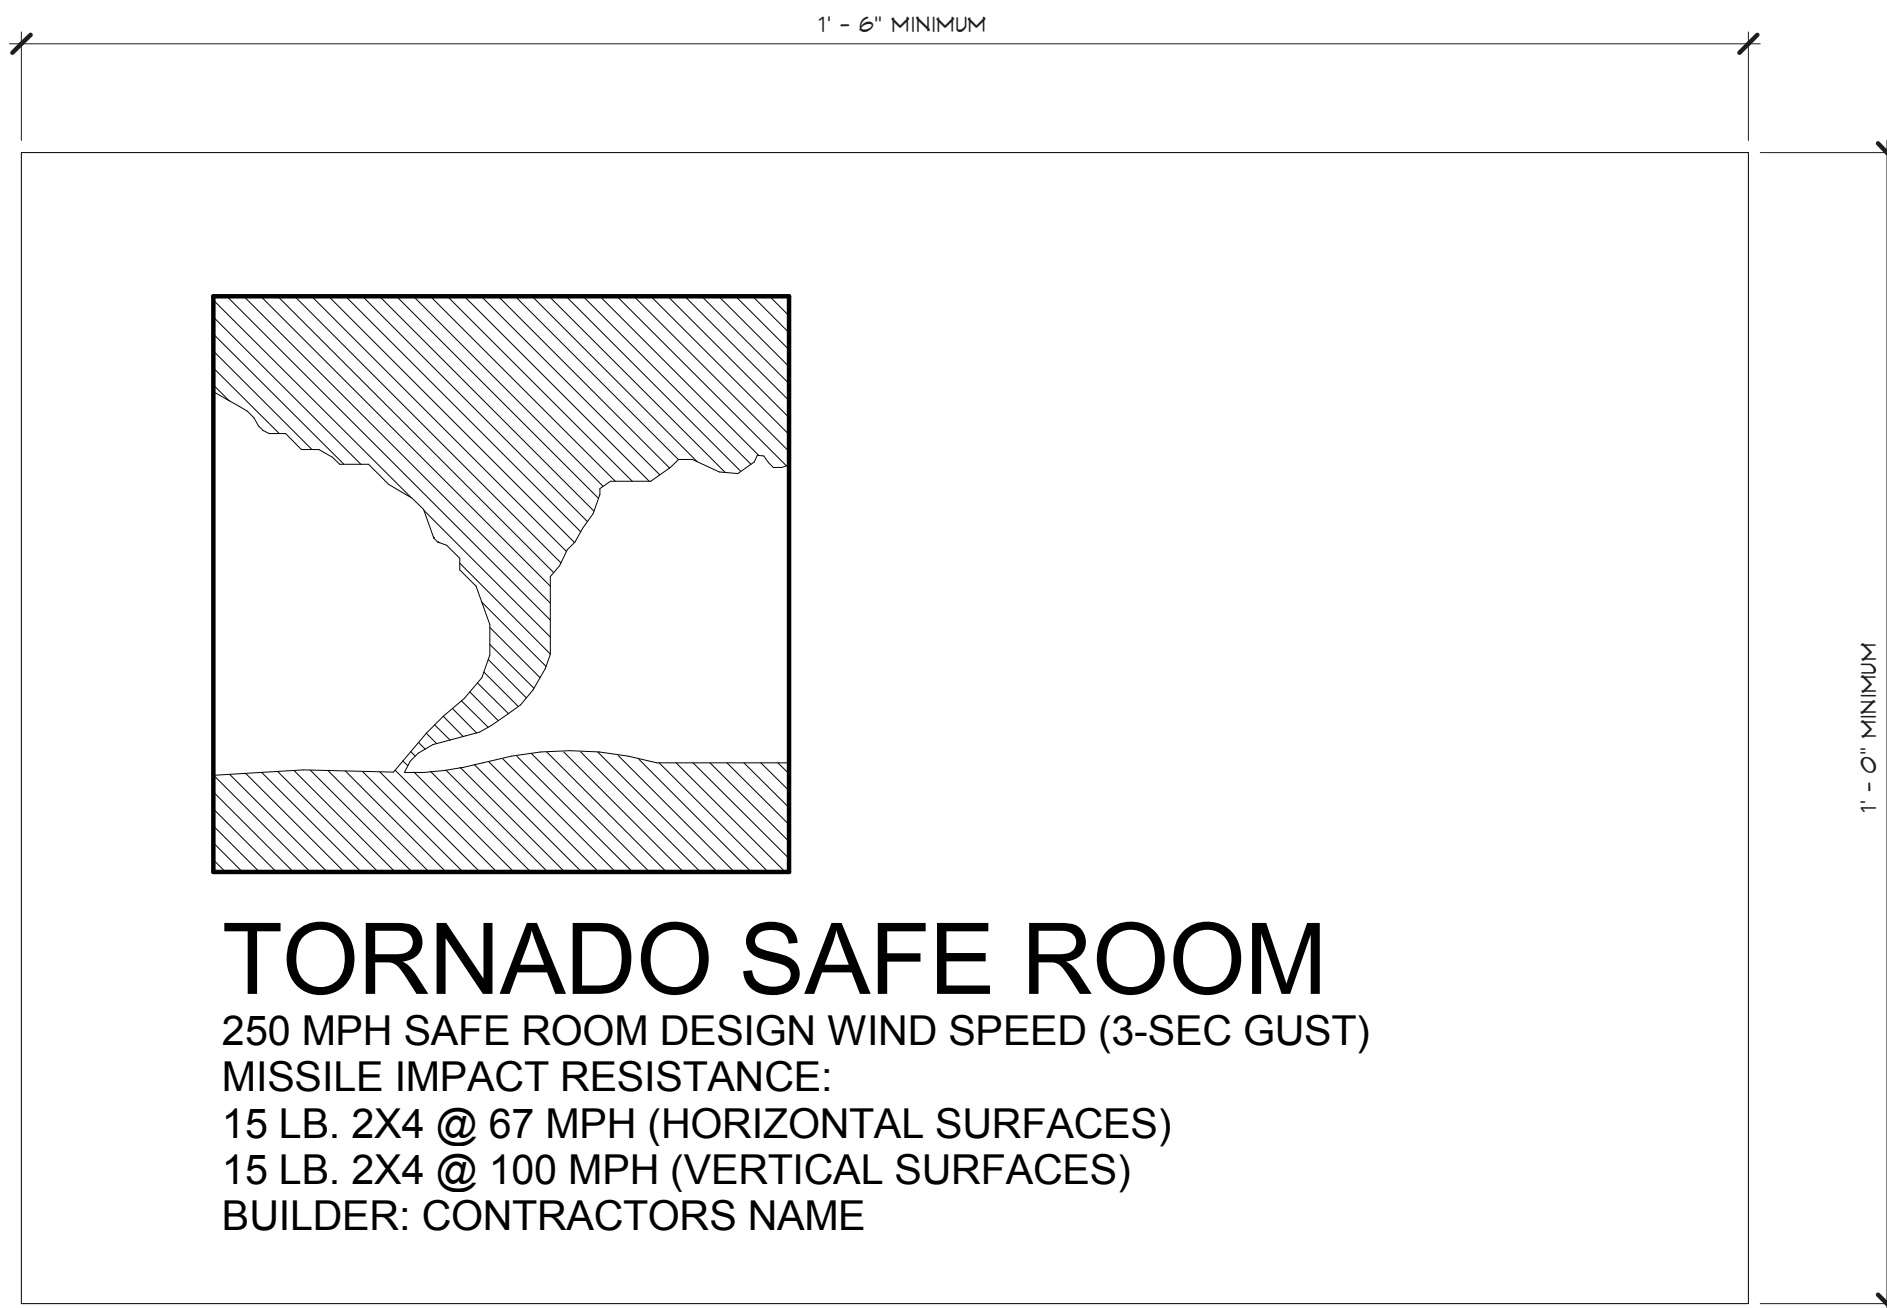 1' - 6" MINIMUM
1' - 0" MINIMUM
TORNADO SAFE ROOM
250 MPH SAFE ROOM DESIGN WIND SPEED (3-SEC GUST)
MISSILE IMPACT RESISTANCE:
15 LB. 2X4 @ 67 MPH (HORIZONTAL SURFACES)
15 LB. 2X4 @ 100 MPH (VERTICAL SURFACES)
BUILDER: CONTRACTORS NAME